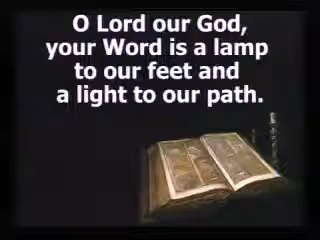 O Lord our God,
your Word is a lamp
to our feet and
a light to our path.